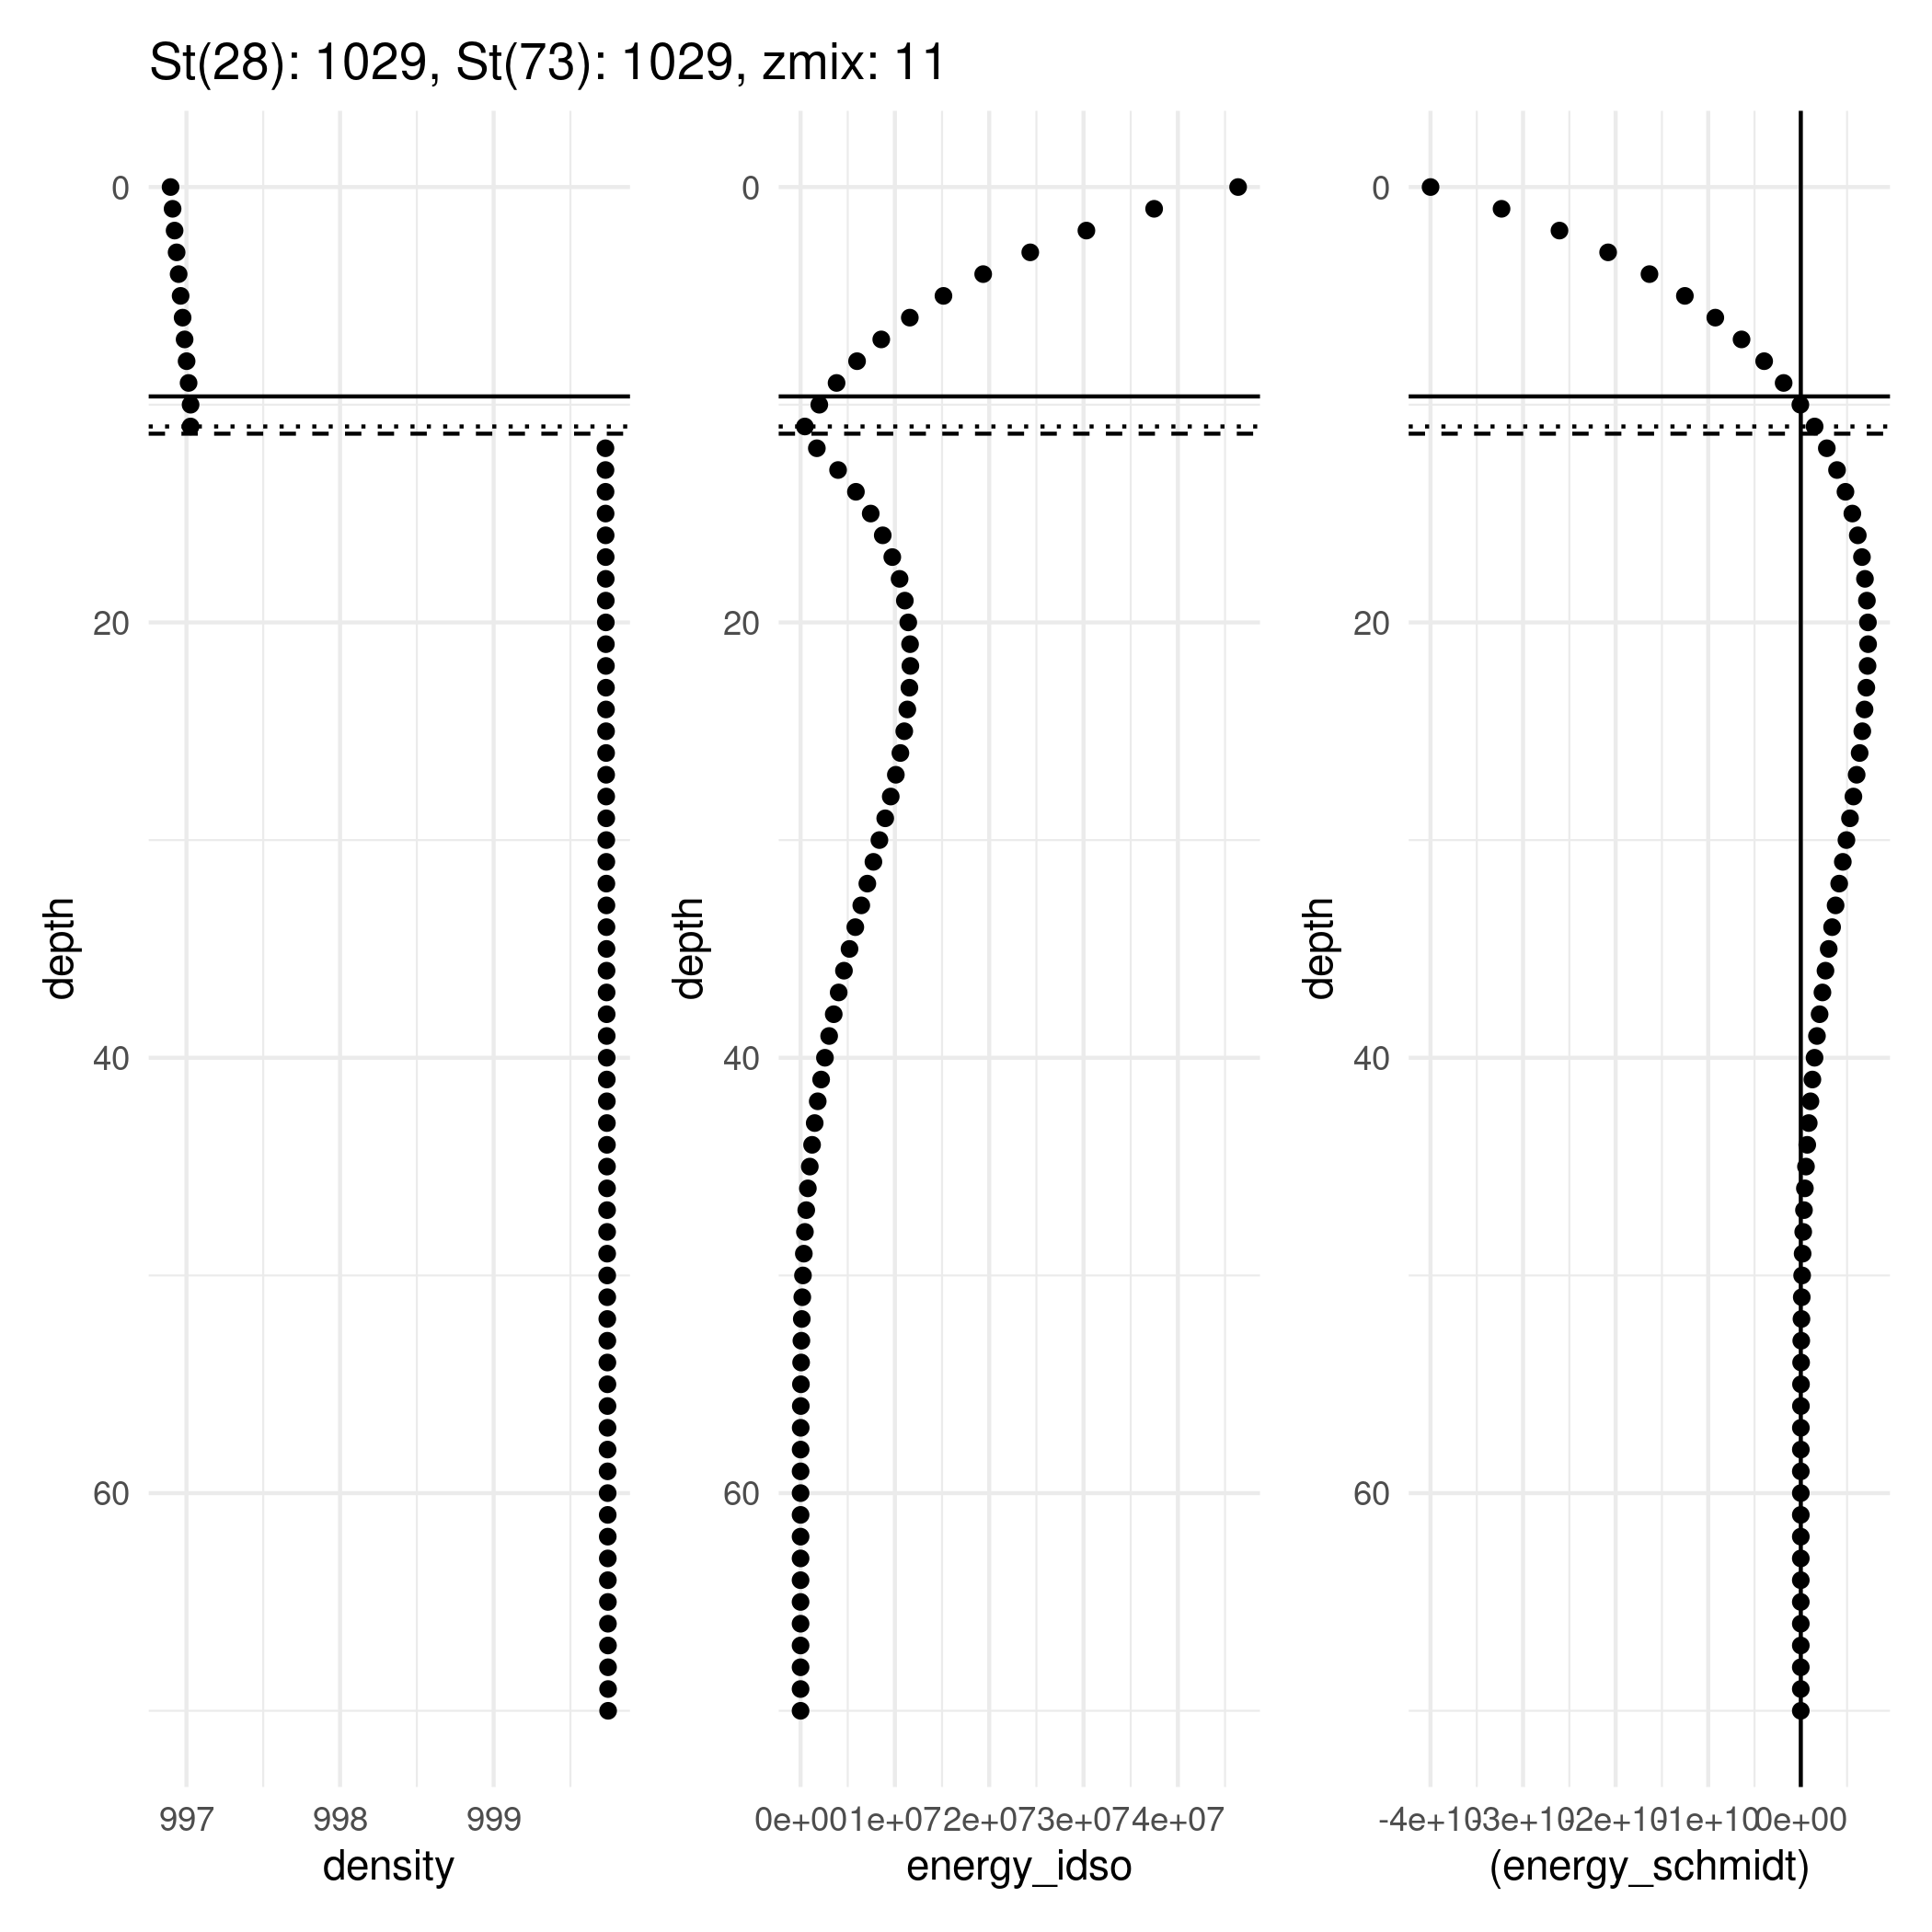 St(28): 1029, St(73): 1029, zmix: 11
0
20
40
60
depth
997 998 999
density
0
20
40
60
depth
0e+00 1e+07 2e+07 3e+07 4e+07
energy_idso
0
20
40
60
depth
-4e+10 -3e+10 -2e+10 -1e+10 0e+00
(energy_schmidt)